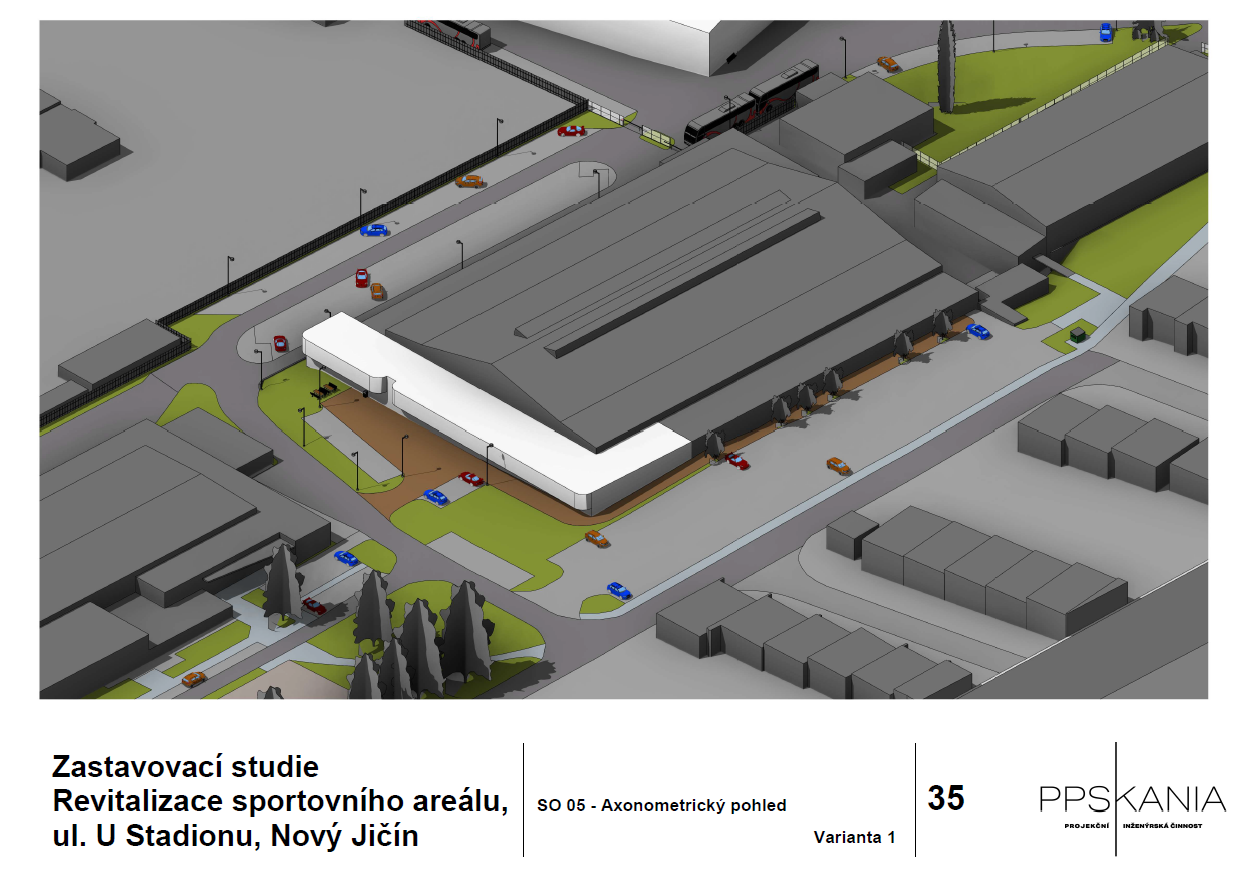 Zastavovací studie
Revitalizace sportovního areálu,
ul. U Stadionu, Nový Jičín
SO 05 - Axonometrický pohled
Varianta 1
35
PPSKANIA
PROJEKČNÍ INŽENÝRSKÁ ČINNOST